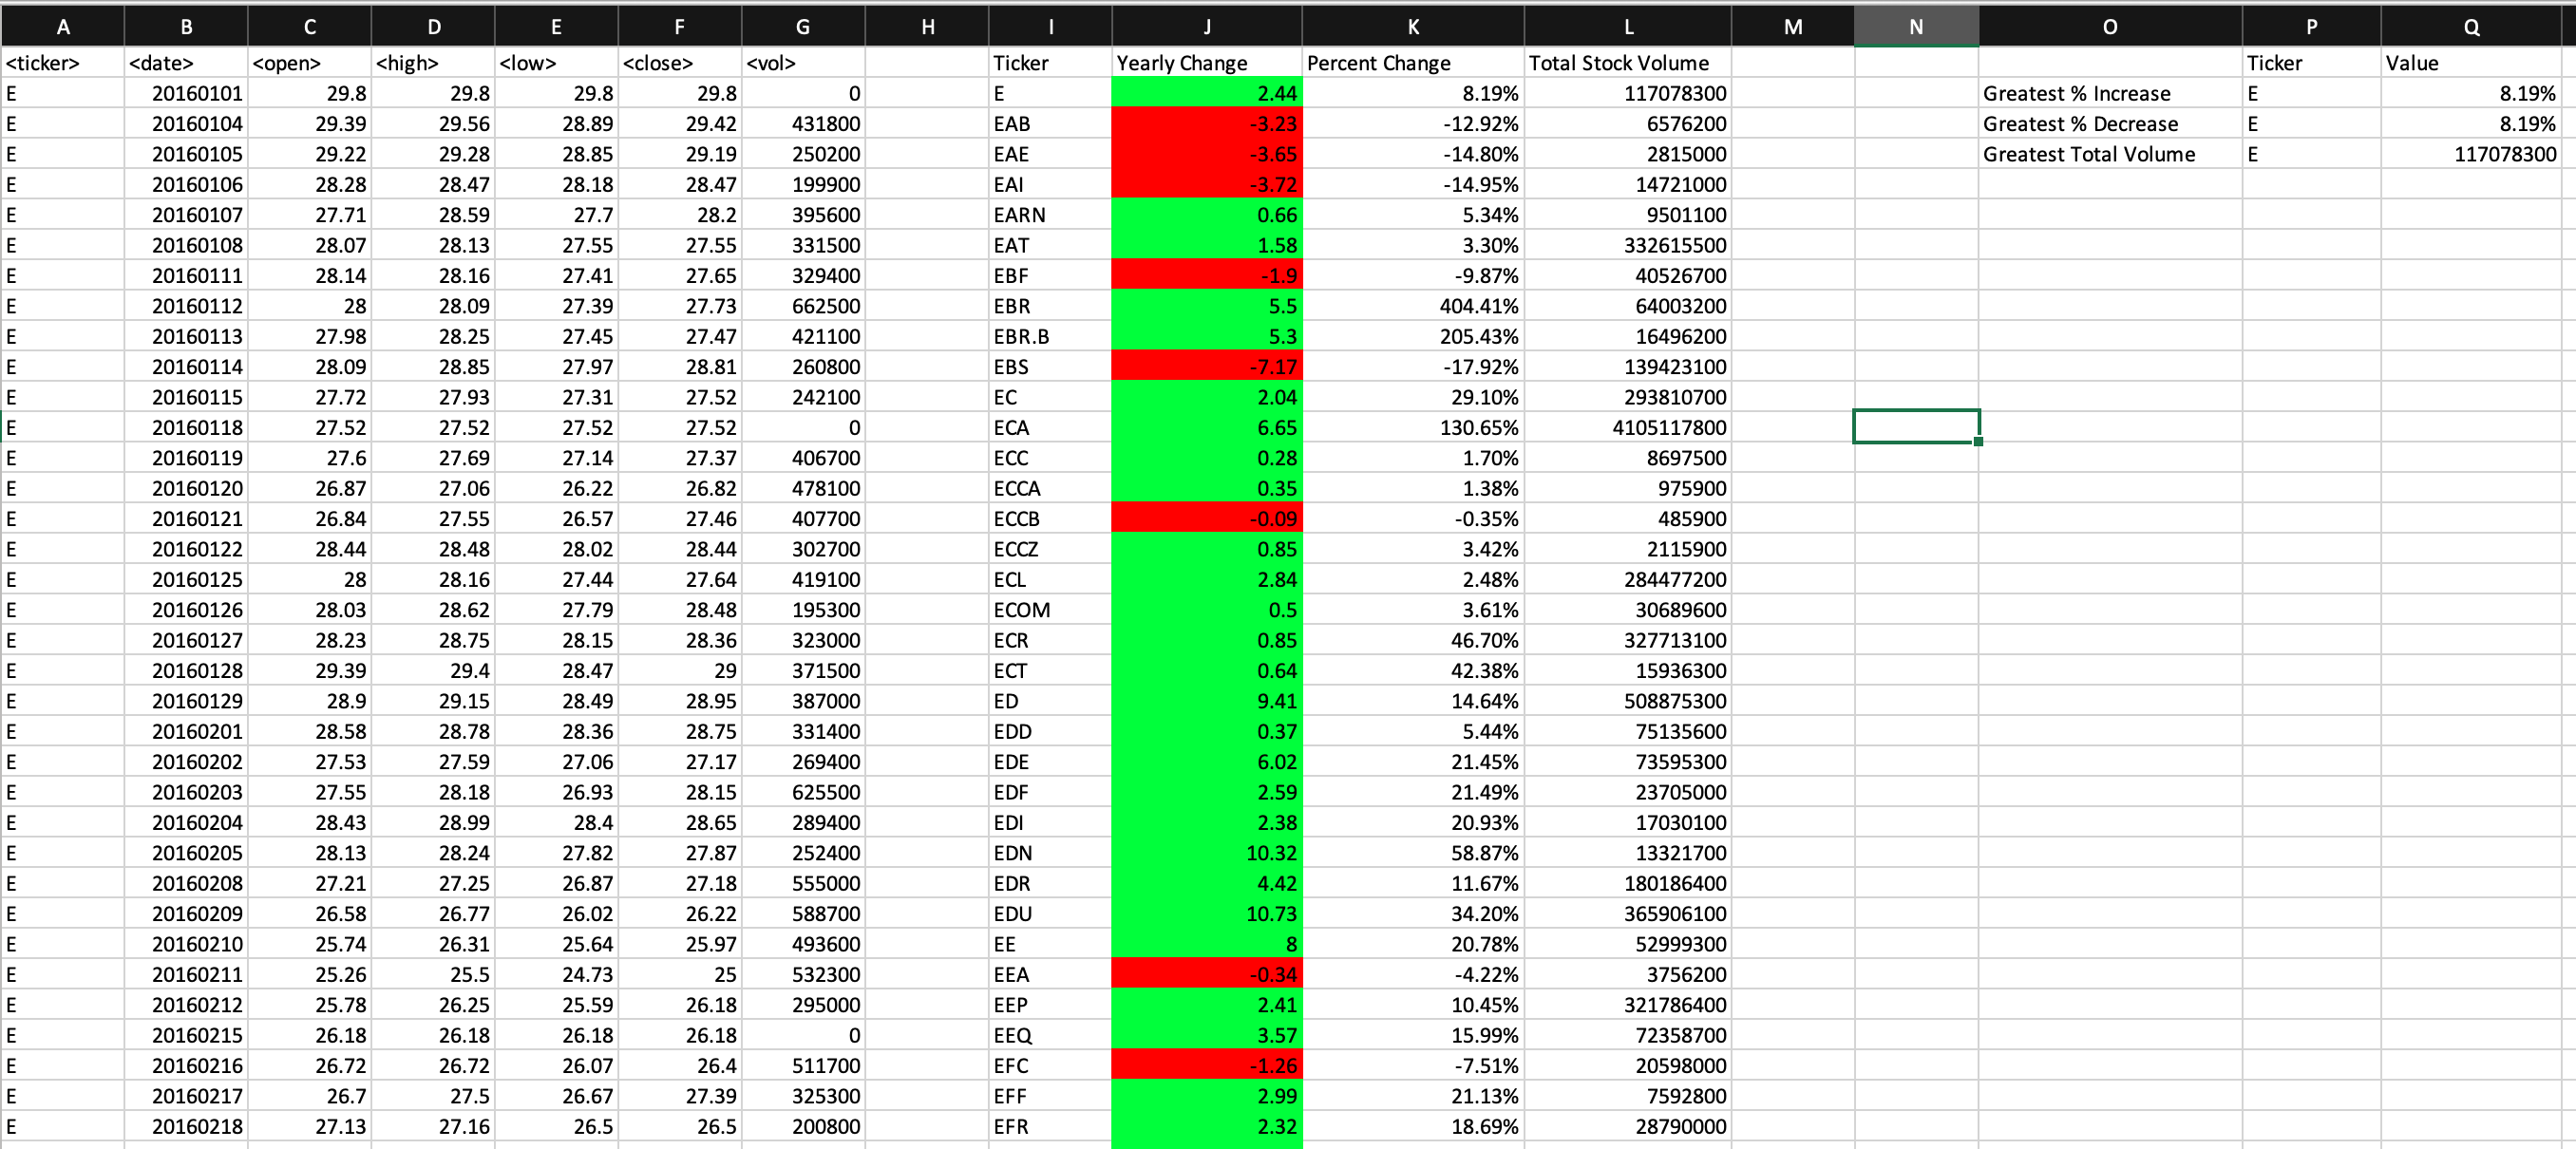 A B C D E F G H I J K L M N O P Q
<ticker> <date> <open> <high> <low> <close> <vol> Ticker Yearly Change Percent Change Total Stock Volume Ticker Value
E 20160101 29.8 29.8 29.8 29.8 0 E 2.44 8.19% 117078300 Greatest % Increase E 8.19%
E 20160104 29.39 29.56 28.89 29.42 431800 EAB -3.23 -12.92% 6576200 Greatest % Decrease E 8.19%
E 20160105 29.22 29.28 28.85 29.19 250200 EAE -3.65 -14.80% 2815000 Greatest Total Volume E 117078300
E 20160106 28.28 28.47 28.18 28.47 199900 EAI -3.72 -14.95% 14721000
E 20160107 27.71 28.59 27.7 28.2 395600 EARN 0.66 5.34% 9501100
E 20160108 28.07 28.13 27.55 27.55 331500 EAT 1.58 3.30% 332615500
E 20160111 28.14 28.16 27.41 27.65 329400 EBF -1.9 -9.87% 40526700
E 20160112 28 28.09 27.39 27.73 662500 EBR 5.5 404.41% 64003200
E 20160113 27.98 28.25 27.45 27.47 421100 EBR.B 5.3 205.43% 16496200
E 20160114 28.09 28.85 27.97 28.81 260800 EBS -7.17 -17.92% 139423100
E 20160115 27.72 27.93 27.31 27.52 242100 EC 2.04 29.10% 293810700
E 20160118 27.52 27.52 27.52 27.52 0 ECA 6.65 130.65% 4105117800
E 20160119 27.6 27.69 27.14 27.37 406700 ECC 0.28 1.70% 8697500
E 20160120 26.87 27.06 26.22 26.82 478100 ECCA 0.35 1.38% 975900
E 20160121 26.84 27.55 26.57 27.46 407700 ECCB -0.09 -0.35% 485900
E 20160122 28.44 28.48 28.02 28.44 302700 ECCZ 0.85 3.42% 2115900
E 20160125 28 28.16 27.44 27.64 419100 ECL 2.84 2.48% 284477200
E 20160126 28.03 28.62 27.79 28.48 195300 ECOM 0.5 3.61% 30689600
E 20160127 28.23 28.75 28.15 28.36 323000 ECR 0.85 46.70% 327713100
E 20160128 29.39 29.4 28.47 29 371500 ECT 0.64 42.38% 15936300
E 20160129 28.9 29.15 28.49 28.95 387000 ED 9.41 14.64% 508875300
E 20160201 28.58 28.78 28.36 28.75 331400 EDD 0.37 5.44% 75135600
E 20160202 27.53 27.59 27.06 27.17 269400 EDE 6.02 21.45% 73595300
E 20160203 27.55 28.18 26.93 28.15 625500 EDF 2.59 21.49% 23705000
E 20160204 28.43 28.99 28.4 28.65 289400 EDI 2.38 20.93% 17030100
E 20160205 28.13 28.24 27.82 27.87 252400 EDN 10.32 58.87% 13321700
E 20160208 27.21 27.25 26.87 27.18 555000 EDR 4.42 11.67% 180186400
E 20160209 26.58 26.77 26.02 26.22 588700 EDU 10.73 34.20% 365906100
E 20160210 25.74 26.31 25.64 25.97 493600 EE 8 20.78% 52999300
E 20160211 25.26 25.5 24.73 25 532300 EEA -0.34 -4.22% 3756200
E 20160212 25.78 26.25 25.59 26.18 295000 EEP 2.41 10.45% 321786400
E 20160215 26.18 26.18 26.18 26.18 0 EEQ 3.57 15.99% 72358700
E 20160216 26.72 26.72 26.07 26.4 511700 EFC -1.26 -7.51% 20598000
E 20160217 26.7 27.5 26.67 27.39 325300 EFF 2.99 21.13% 7592800
E 20160218 27.13 27.16 26.5 26.5 200800 EFR 2.32 18.69% 28790000